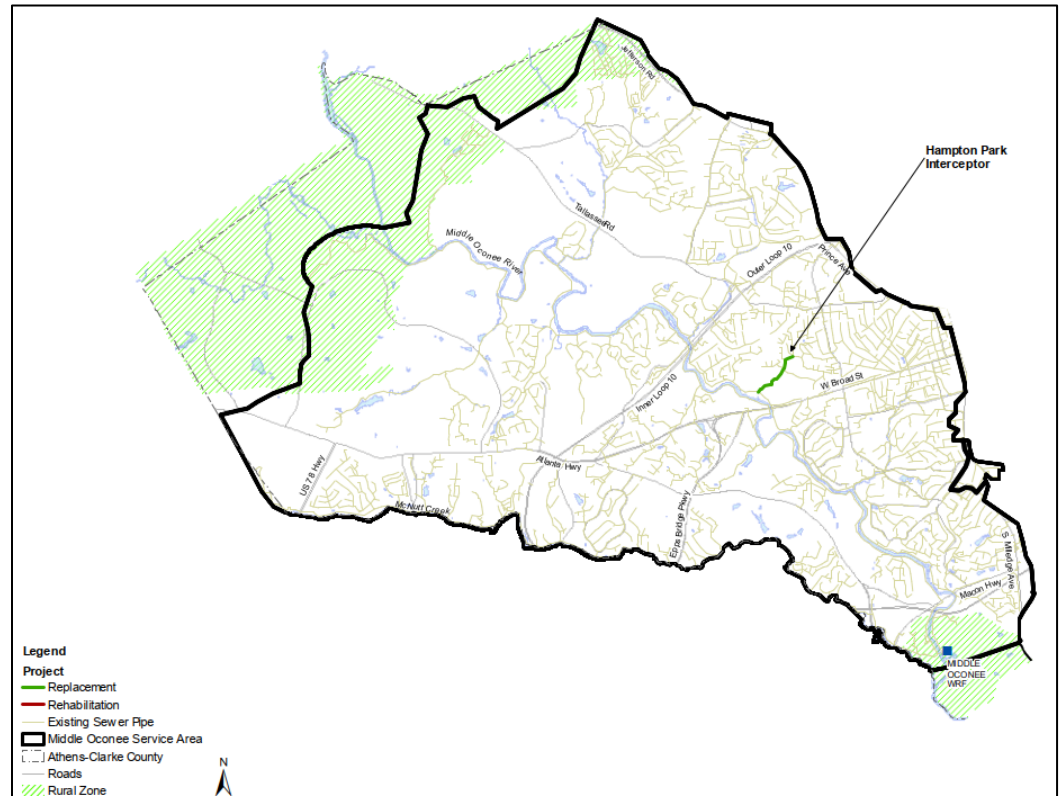 Jefferson Rd
Hampton Park
Interceptor
Tallassee Rd
Middle Oconee River
Outer Loop 10
Prince Ave
W Broad St
Inner Loop 10
Atlanta Hwy
US 78 Hwy
McNutt Creek
Epps Bridge Pkwy
S Milledge Ave
Macon Hwy
MIDDLE
OCONEE
WRF
Legend
Project
Replacement
Rehabilitation
Existing Sewer Pipe
Middle Oconee Service Area
Athens-Clarke County
Roads
Rural Zone
N